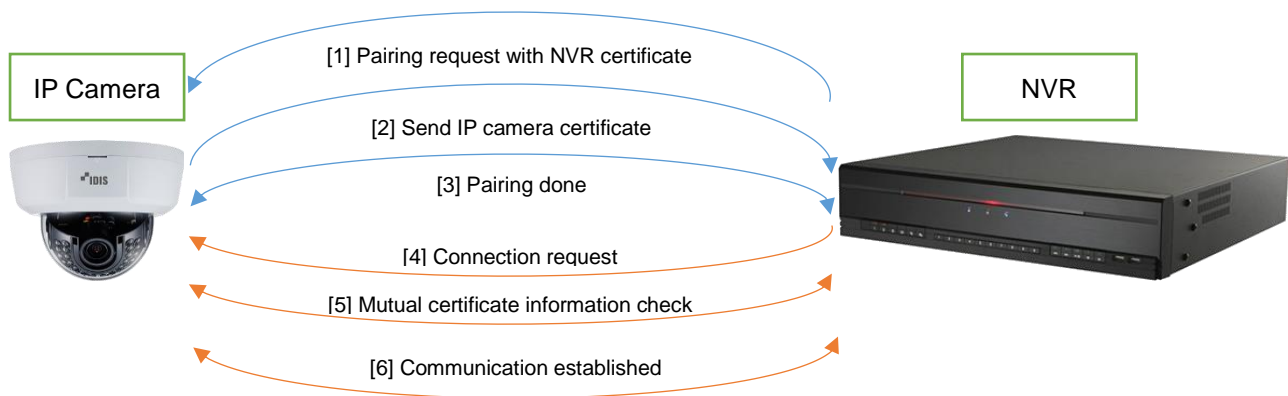 [1] Pairing request with NVR certificate
IP Camera
NVR
[2] Send IP camera certificate
IDIS
[3] Pairing done
[4] Connection request
[5] Mutual certificate information check
[6] Communication established